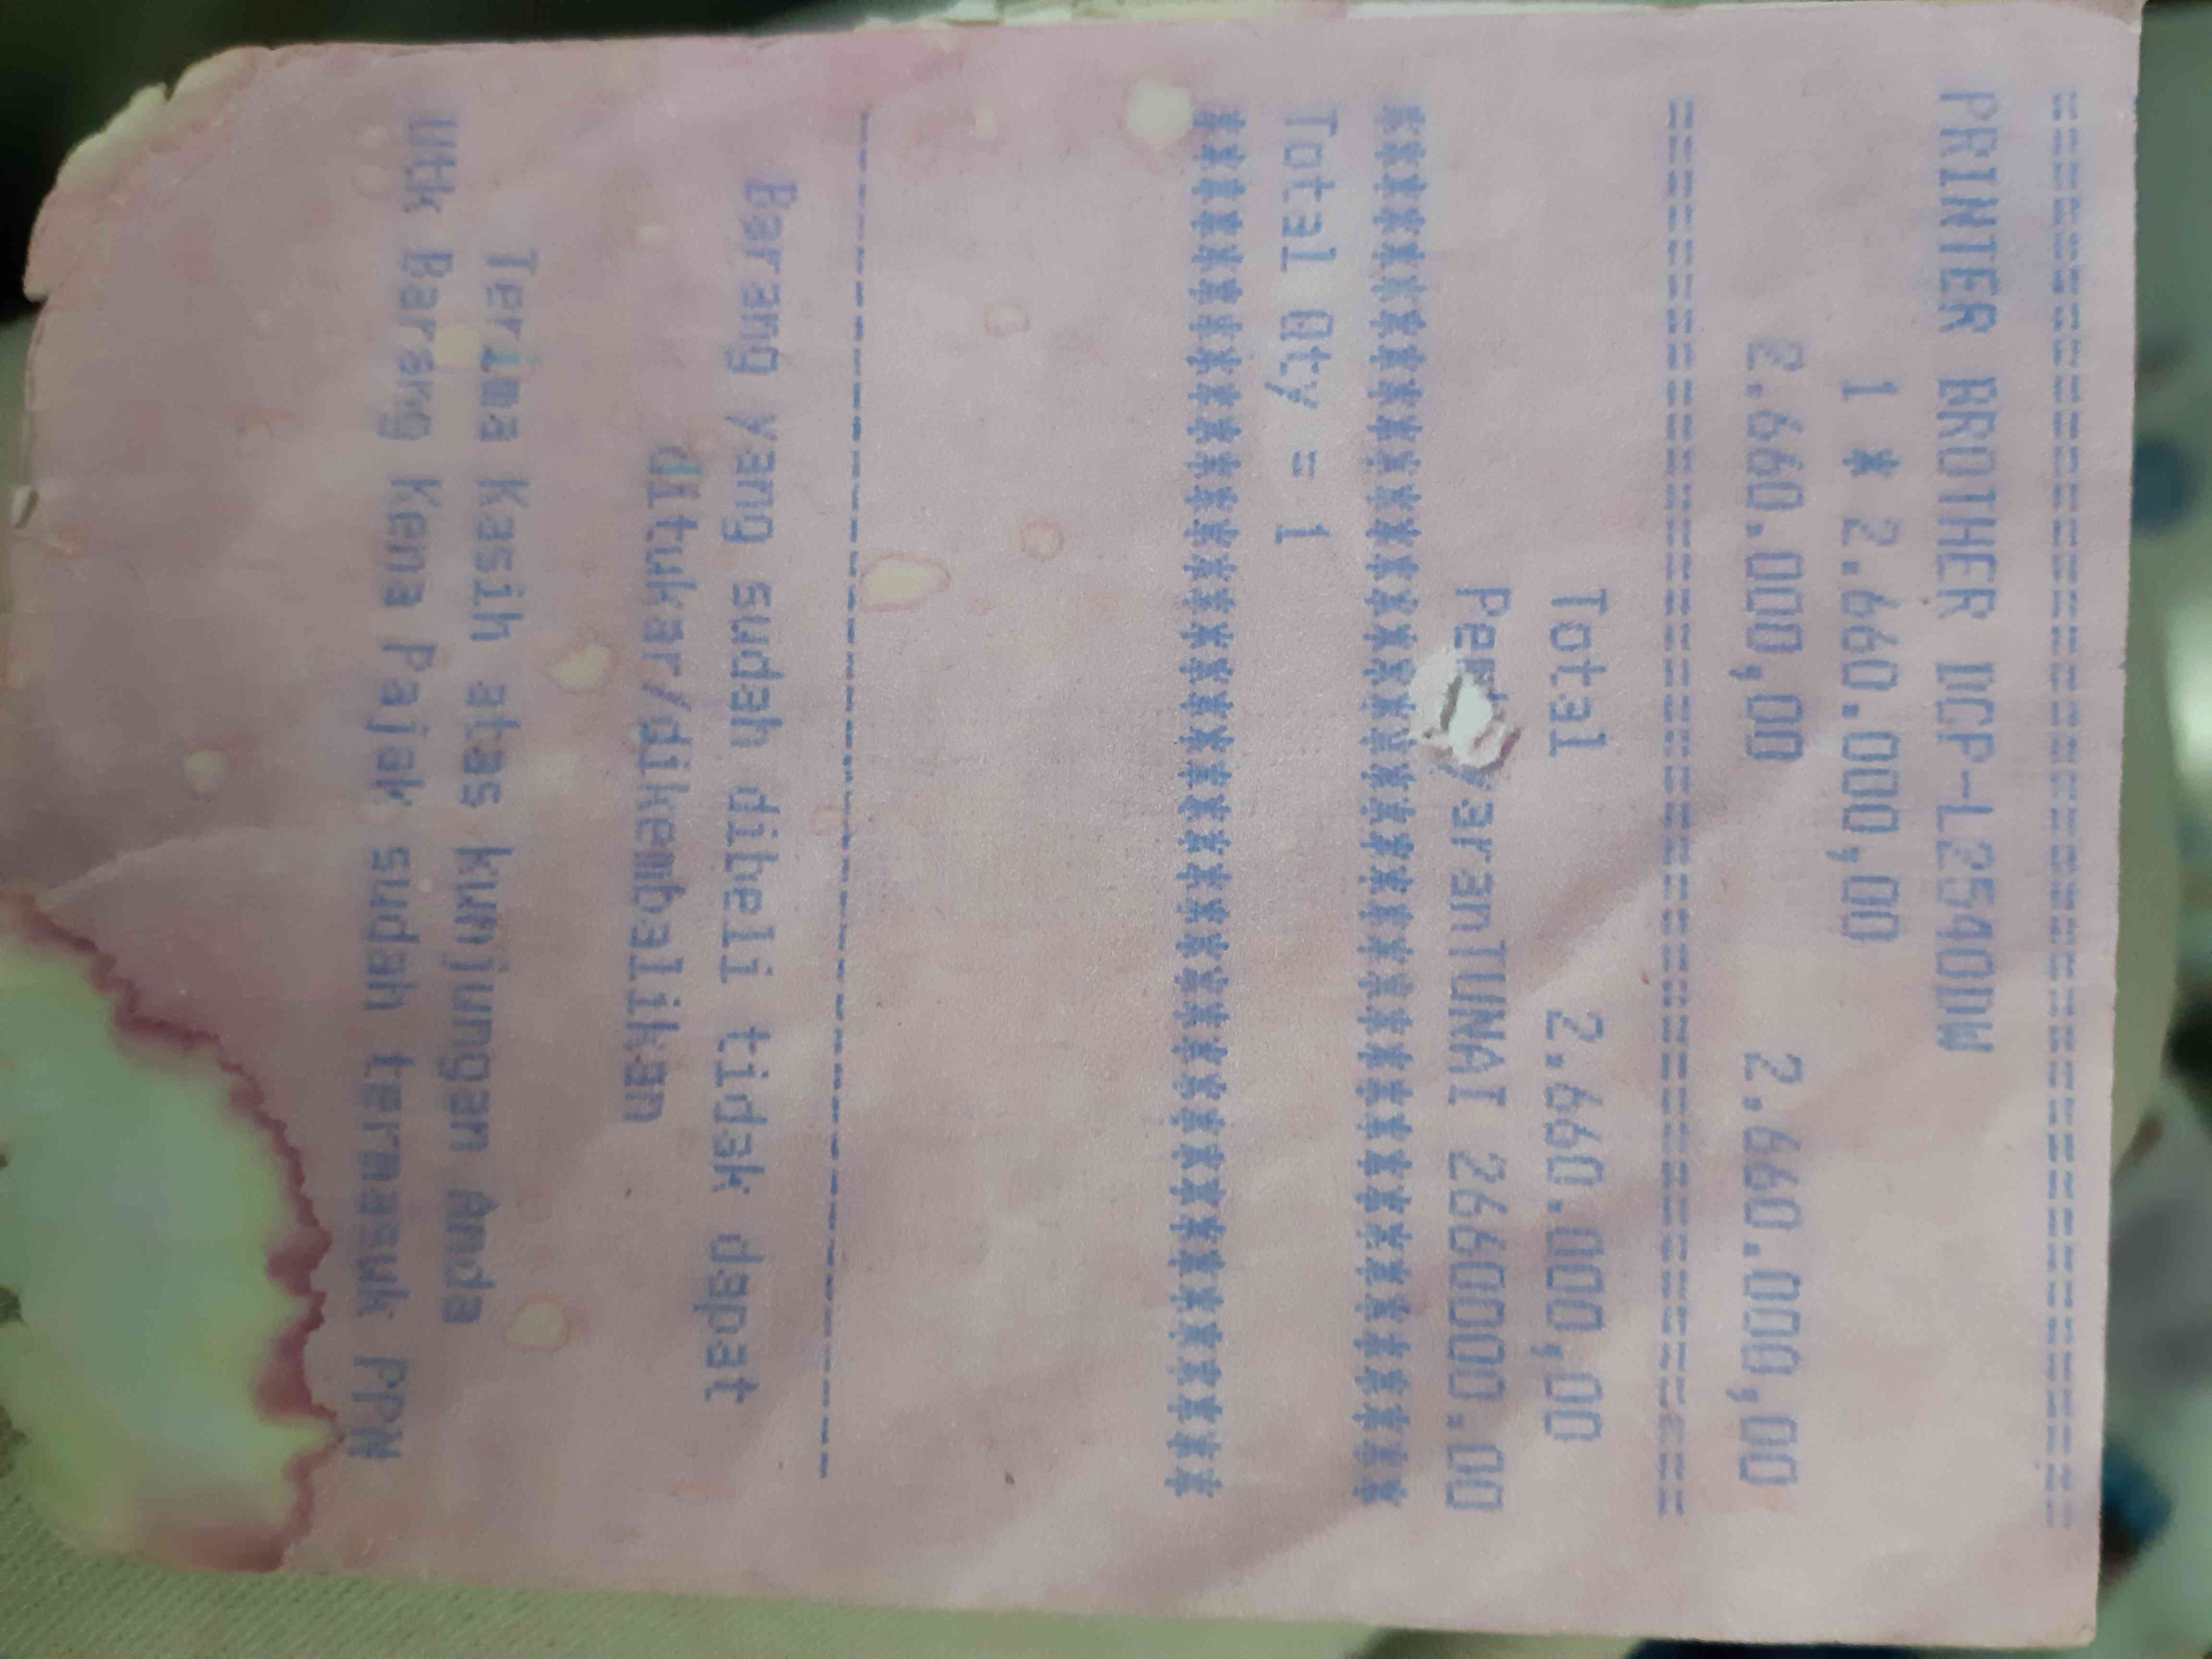 ========================================
PRINTER BROTHER DCP-L2540DW
1 * 2.660.000,00
2.660.000,00 2.660.000,00
========================================
Total 2.660.000,00
TUNAI 2660000.00
****************************************
Total Qty = 1
****************************************
----------------------------------------
Barang yang sudah dibeli tidak dapat
ditukar/dikembalikan
Terima Kasih atas kunjungan Anda
Utk Barang Kena Pajak sudah termasuk PPN